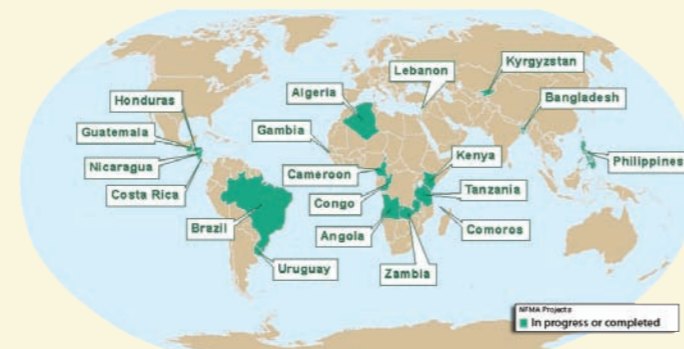 Kyrgyzstan
Lebanon
Algeria
Honduras
Bangladesh
Gambia
Guatemala
Kenya
Philippines
Nicaragua
Cameroon
Tanzania
Costa Rica
Congo
Brazil
Angola
Comoros
Uruguay
Zambia
NFMA Projects
In progress or completed